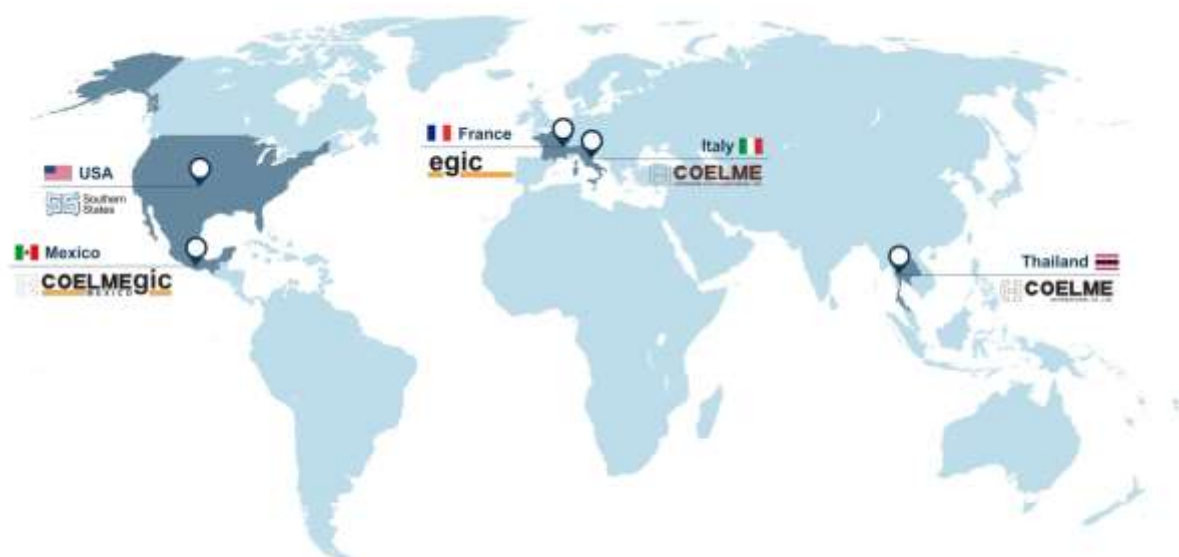 France
egic
Italy
COELME
USA
Southern
States
Mexico
COELMEgic
MEXICO
Thailand
COELME